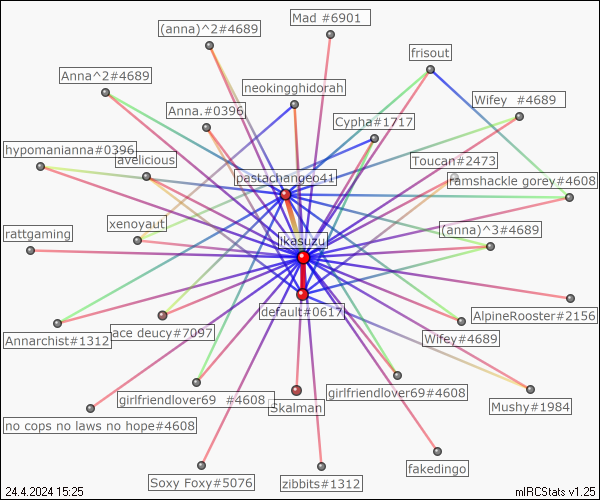 Mad  #6901
(anna)^2#4689
frisout
Anna^2#4689
neokingghidorah
Wifey  #4689
Anna.#0396
Cypha#1717
hypomanianna#0396
avelicious
Toucan#2473
pastachangeo41
ramshackle gorey#4608
xenoyaut
(anna)^3#4689
rattgaming
likasuzu
default#0617
AlpineRooster#2156
ace deucy#7097
Annarchist#1312
Wifey#4689
girlfriendlover69  #4608
girlfriendlover69#4608
Skalman
Mushy#1984
no cops no laws no hope#4608
fakedingo
Soxy Foxy#5076
zibbits#1312
24.4.2024 15:25
mIRCStats v1.25